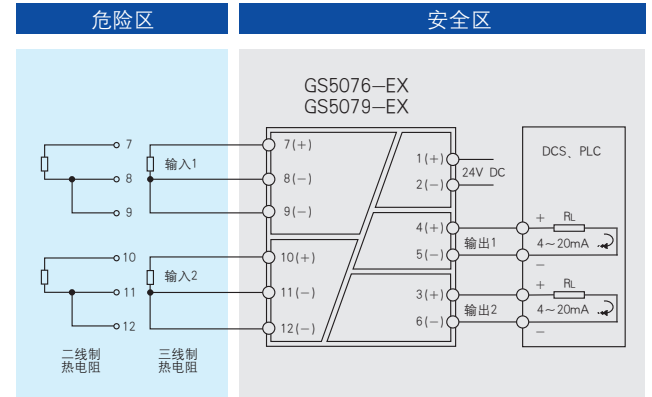 危险区
安全区
GS5076-EX
GS5079-EX
7
8
9
输入1
7(+)
8(-)
9(-)
10
11
12
输入2
10(+)
11(-)
12(-)
二线制
热电阻
三线制
热电阻
1(+)
2(-)
24V DC
4(+)
5(-)
输出1
3(+)
6(-)
输出2
DCS、PLC
+ RL
4~20mA
-
+ RL
4~20mA
-